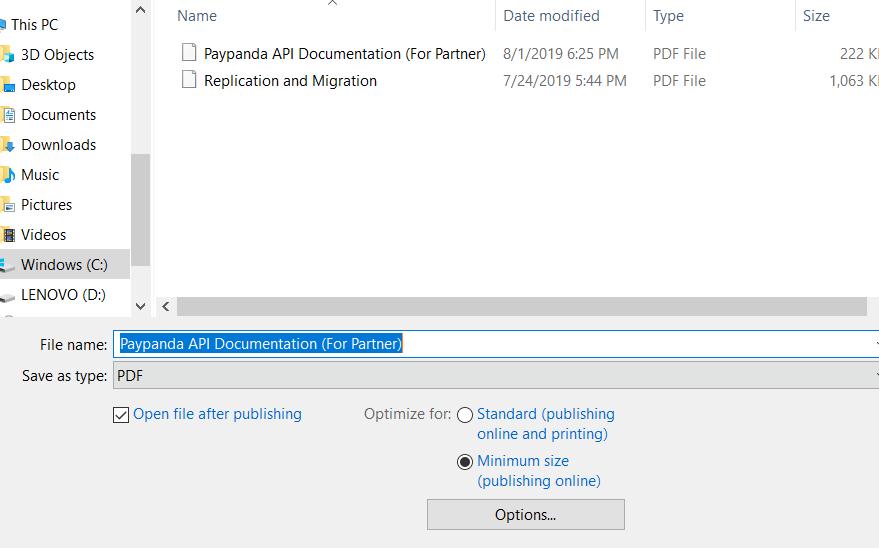 This PC
3D Objects
Desktop
Documents
Downloads
Music
Pictures
Videos
Windows (C:)
LENOVO (D:)
Name Date modified Type Size
Paypanda API Documentation (For Partner) 8/1/2019 6:25 PM PDF File 222
Replication and Migration 7/24/2019 5:44 PM PDF File 1,063
File name: Paypanda API Documentation (For Partner)
Save as type: PDF
Open file after publishing
Optimize for: Standard (publishing
online and printing)
Minimum size
(publishing online)
Options...